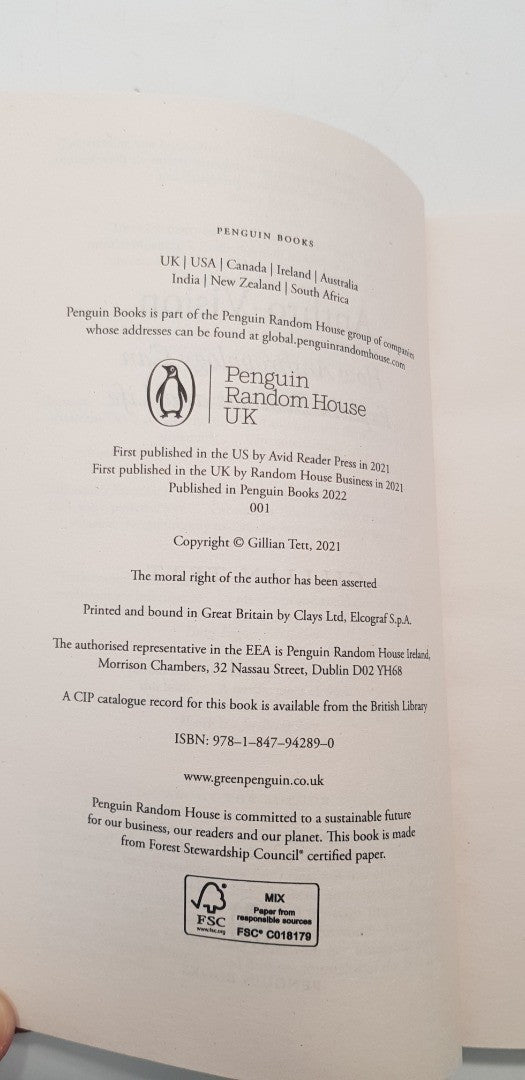 PENGUIN BOOKS
UK | USA | Canada | Ireland | Australia
India | New Zealand | South Africa
Penguin Books is part of the Penguin Random House group of companies
whose addresses can be found at global.penguinrandomhouse.com
Penguin
Random House
UK
First published in the US by Avid Reader Press in 2021
First published in the UK by Random House Business in 2021
Published in Penguin Books 2022
001
Copyright © Gillian Tett, 2021
The moral right of the author has been asserted
Printed and bound in Great Britain by Clays Ltd, Elcograf S.p.A.
The authorised representative in the EEA is Penguin Random House Ireland,
Morrison Chambers, 32 Nassau Street, Dublin D02 YH68
A CIP catalogue record for this book is available from the British Library
ISBN: 978–1–847–94289–0
www.greenpenguin.co.uk
Penguin Random House is committed to a sustainable future
for our business, our readers and our planet. This book is made
from Forest Stewardship Council® certified paper.
FSC
www.fsc.org
MIX
Paper from
responsible sources
FSC® C018179